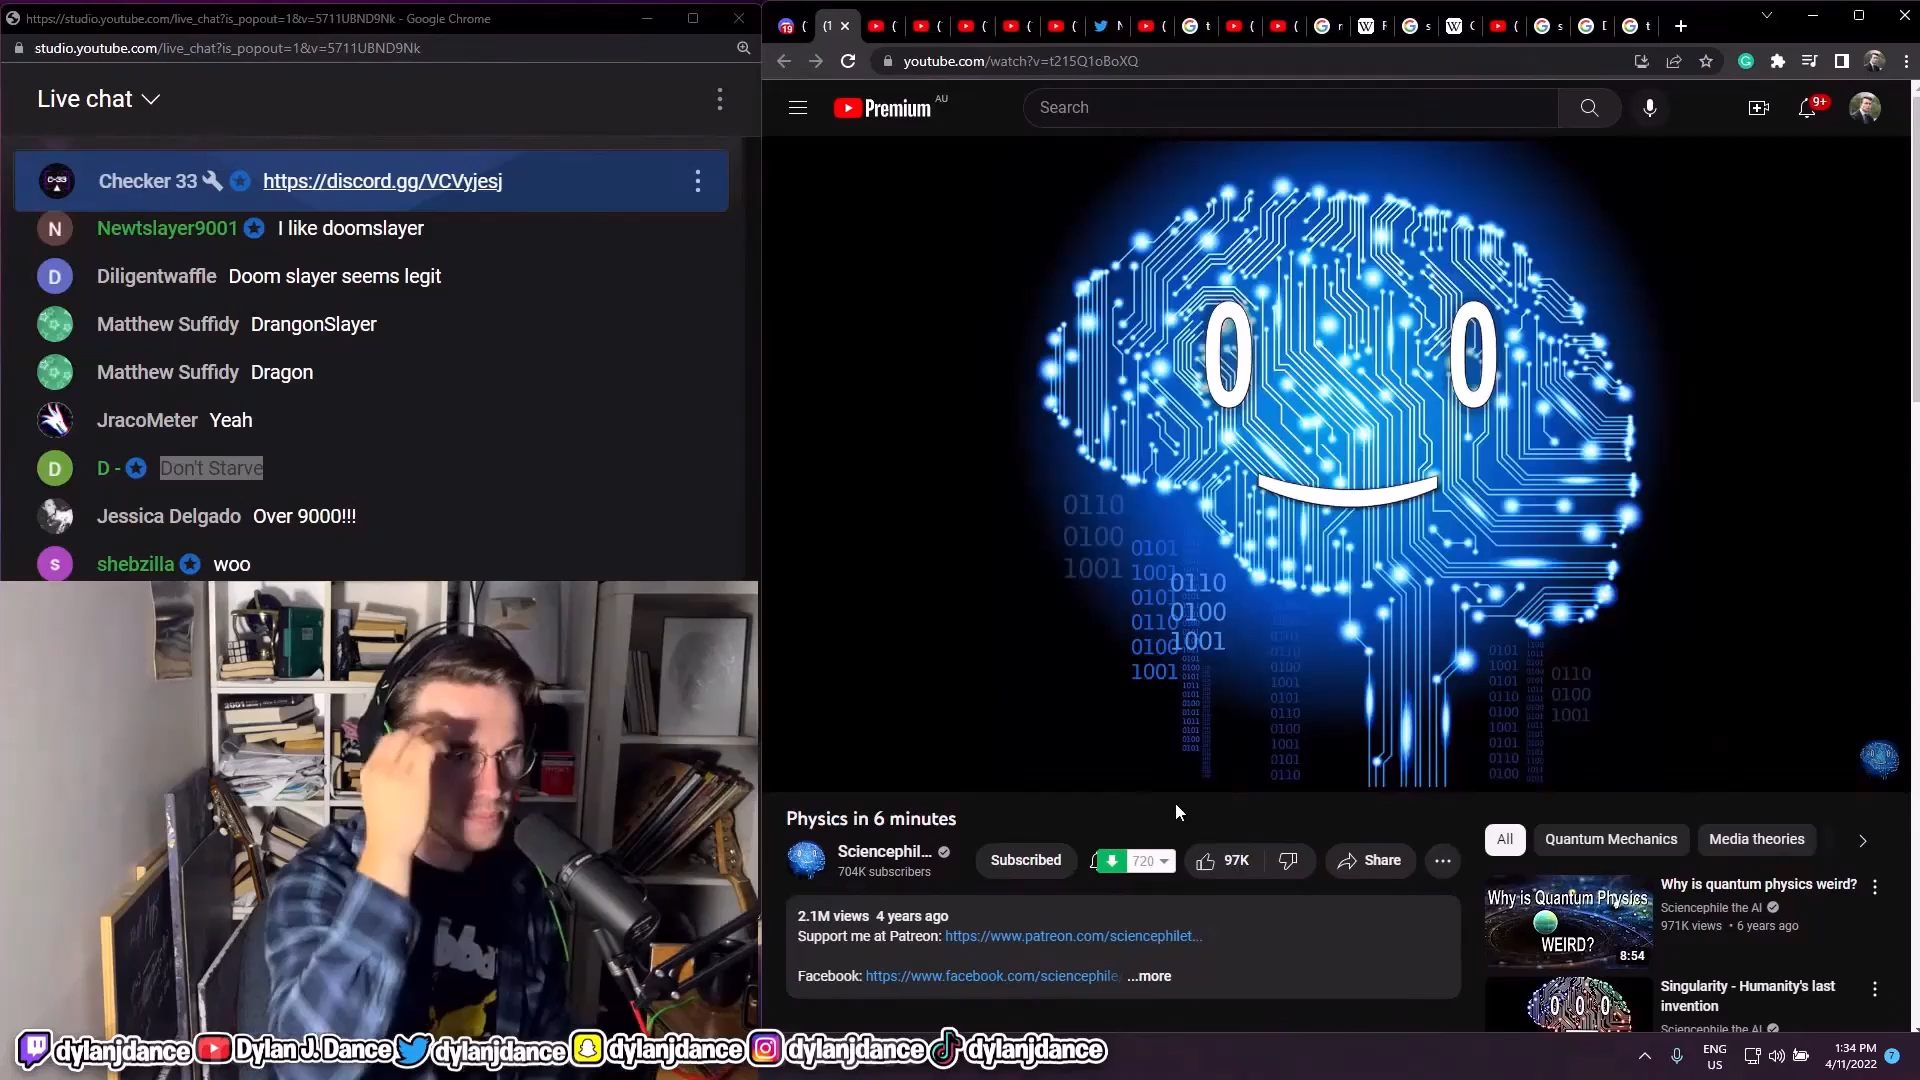 https://studio.youtube.com/live_chat?is_popout=1&v=5711UBND9Nk - Google Chrome
studio.youtube.com/live_chat?is_popout=1&v=5711UBND9Nk
Live chat
Checker 33 https://discord.gg/VCVyjesj
Newtslayer9001 I like doomslayer
Diligentwaffle Doom slayer seems legit
Matthew Suffidy DrangonSlayer
Matthew Suffidy Dragon
JracoMeter Yeah
D - Don't Starve
Jessica Delgado Over 9000!!!
shebzilla woo
youtube.com/watch?v=t215Q1oBoXQ
Premium AU
Search
9+
0 0
0110
0100
1001
0101
1001
0101
0110
0100
1001
0110
0100
1001
Physics in 6 minutes
Sciencephil...
704K subscribers
Subscribed
720
97K
Share
2.1M views 4 years ago
Support me at Patreon: https://www.patreon.com/sciencephilet...
Facebook: https://www.facebook.com/sciencephile ...more
All
Quantum Mechanics
Media theories
Why is Quantum Physics
WEIRD?
8:54
Why is quantum physics weird?
Sciencephile the AI
971K views • 6 years ago
Singularity - Humanity's last
invention
Sciencephile the AI
dylanjdance Dylan J. Dance dylanjdance dylanjdance dylanjdance dylanjdance
ENG
US
1:34 PM
4/11/2022
7